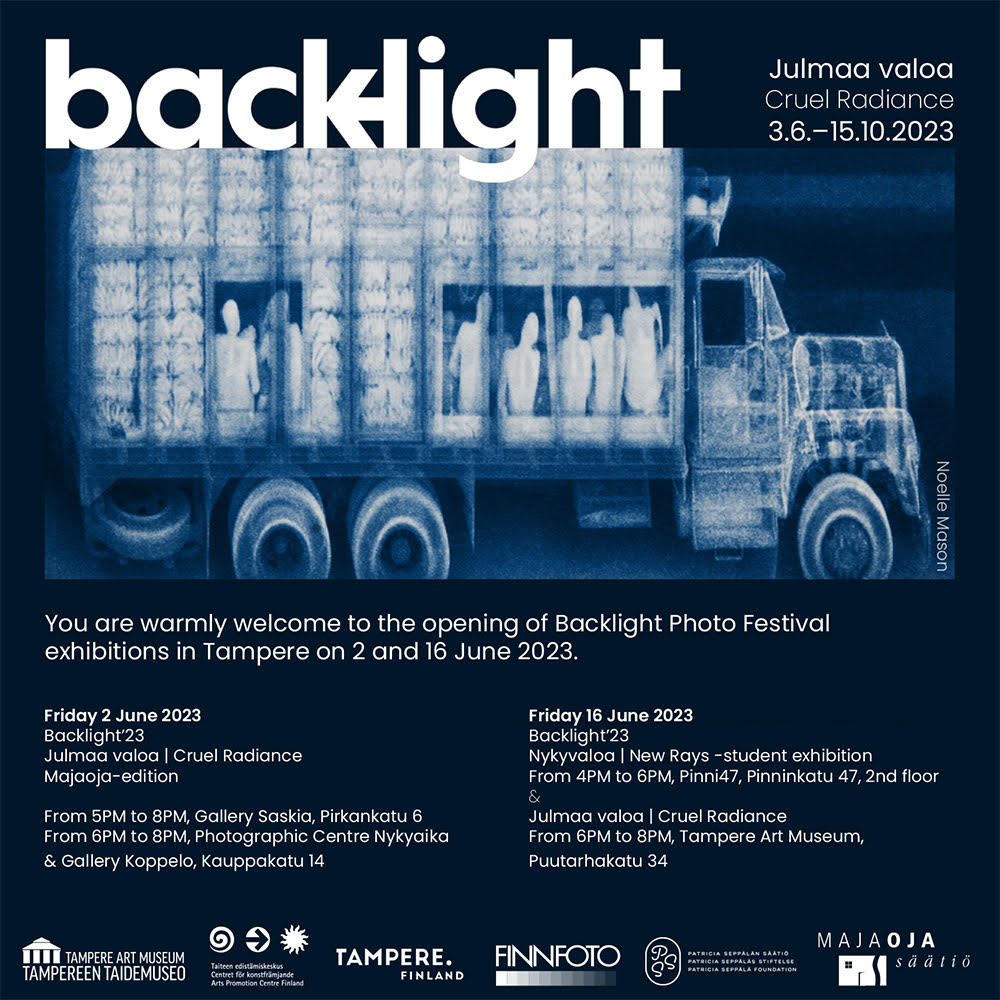 backlight
Julmaa valoa
Cruel Radiance
3.6.–15.10.2023
Noelle Mason
You are warmly welcome to the opening of Backlight Photo Festival
exhibitions in Tampere on 2 and 16 June 2023.
Friday 2 June 2023
Backlight’23
Julmaa valoa | Cruel Radiance
Majaoja-edition
From 5PM to 8PM, Gallery Saskia, Pirkankatu 6
From 6PM to 8PM, Photographic Centre Nykyaika
& Gallery Koppelo, Kauppakatu 14
Friday 16 June 2023
Backlight’23
Nykyvaloa | New Rays -student exhibition
From 4PM to 6PM, Pinni47, Pinninkatu 47, 2nd floor
&
Julmaa valoa | Cruel Radiance
From 6PM to 8PM, Tampere Art Museum,
Puutarhakatu 34
TAMPERE ART MUSEUM
TAMPEREEN TAIDEMUSEO
Taiteen edistämiskeskus
Centret för konstfrämjande
Arts Promotion Centre Finland
TAMPERE.
FINLAND
FINNFOTO
PSS
PATRICIA SEPPÄLÄN SÄÄTIÖ
PATRICIA SEPPÄLÄS STIFTELSE
PATRICIA SEPPÄLÄ FOUNDATION
MAJAOJA
säätiö